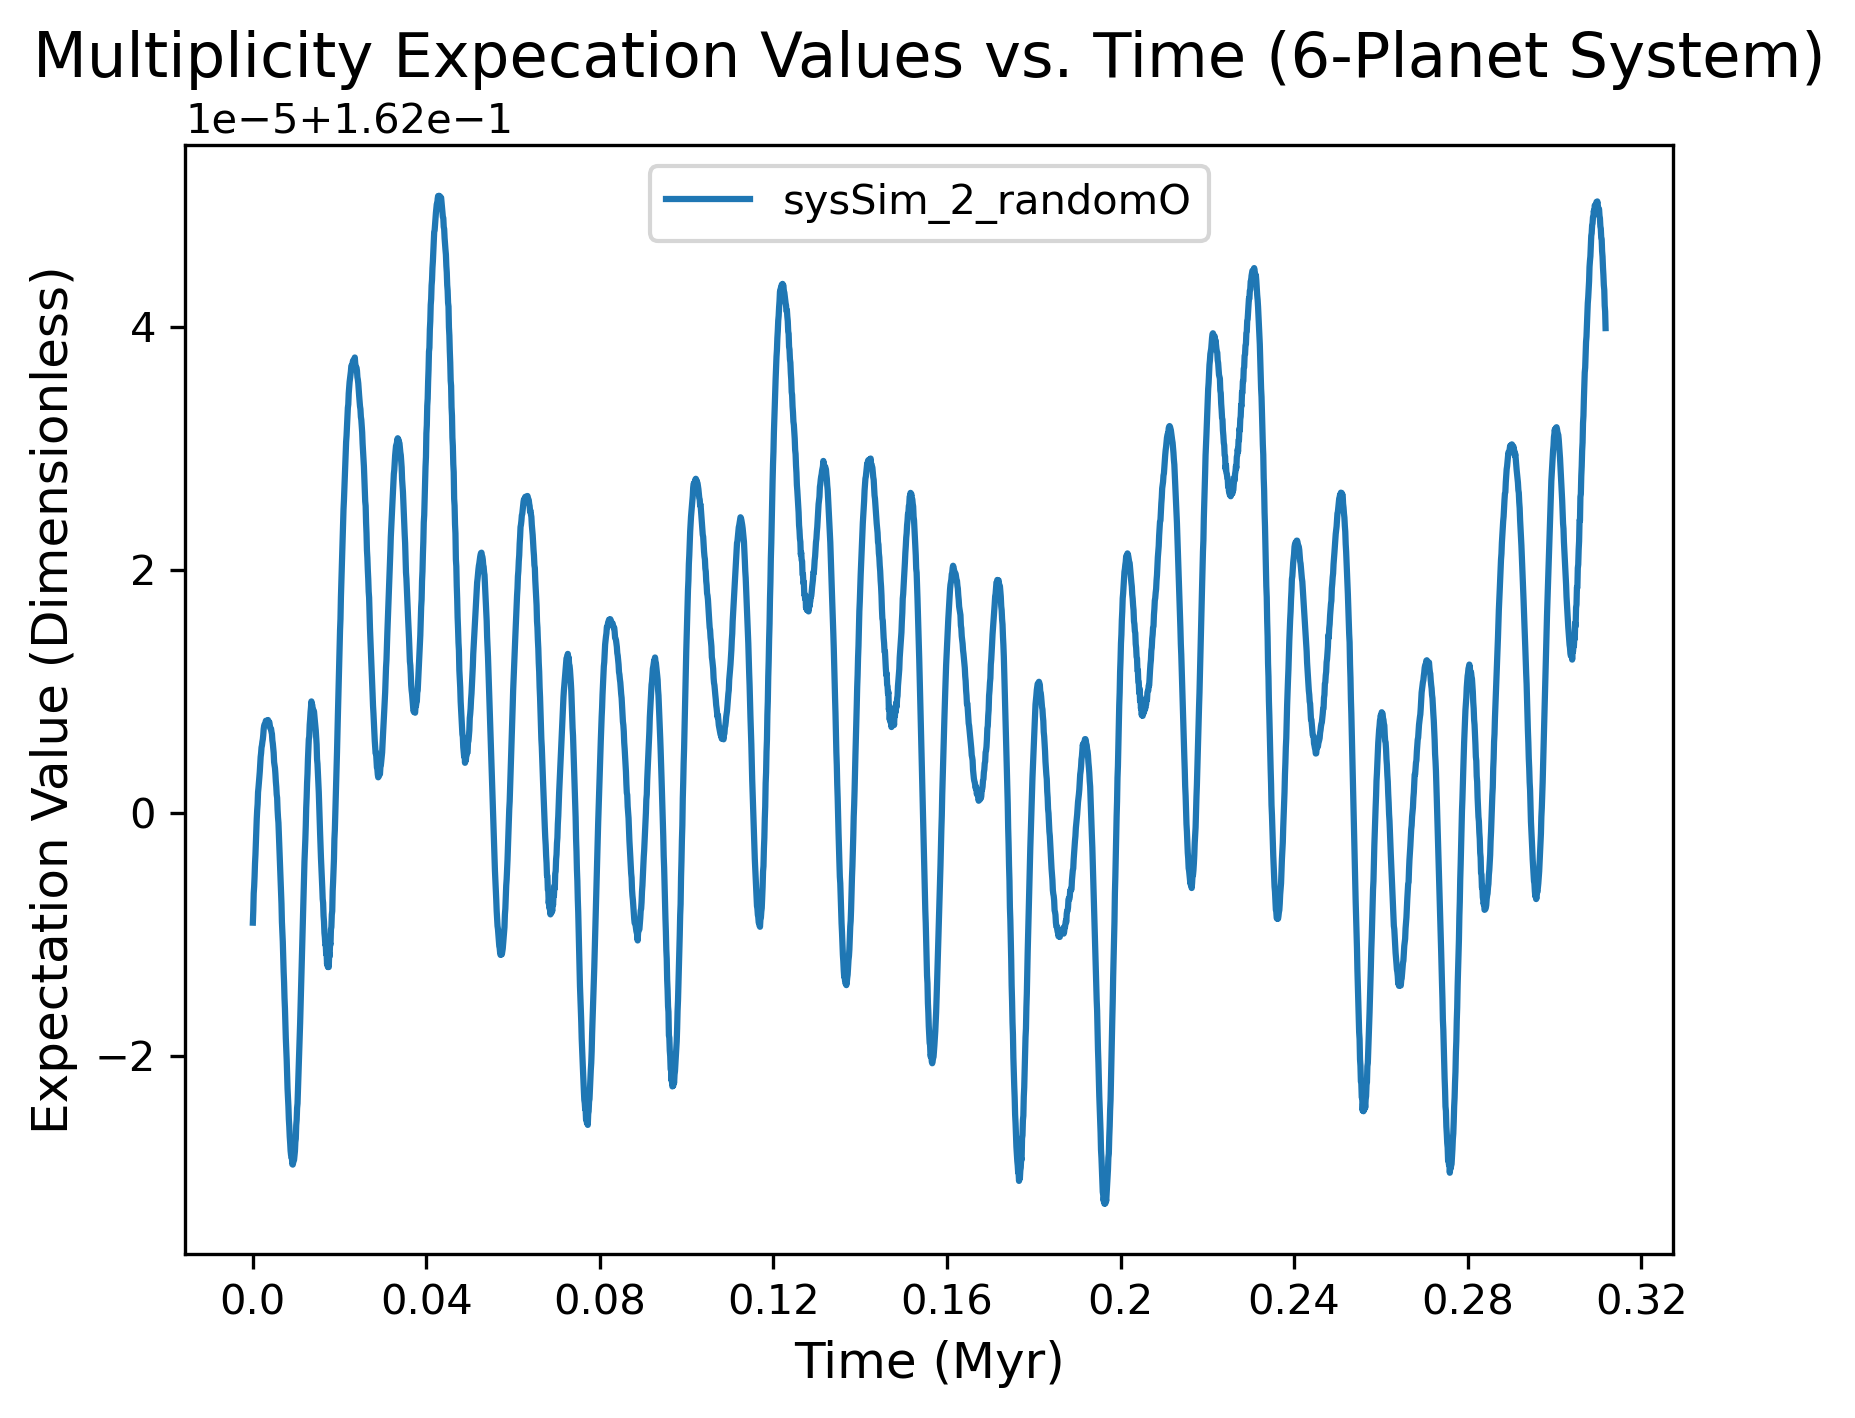 Multiplicity Expecation Values vs. Time (6-Planet System)
1e−5+1.62e−1
sysSim_2_randomO
Expectation Value (Dimensionless)
4
2
0
−2
0.0 0.04 0.08 0.12 0.16 0.2 0.24 0.28 0.32
Time (Myr)